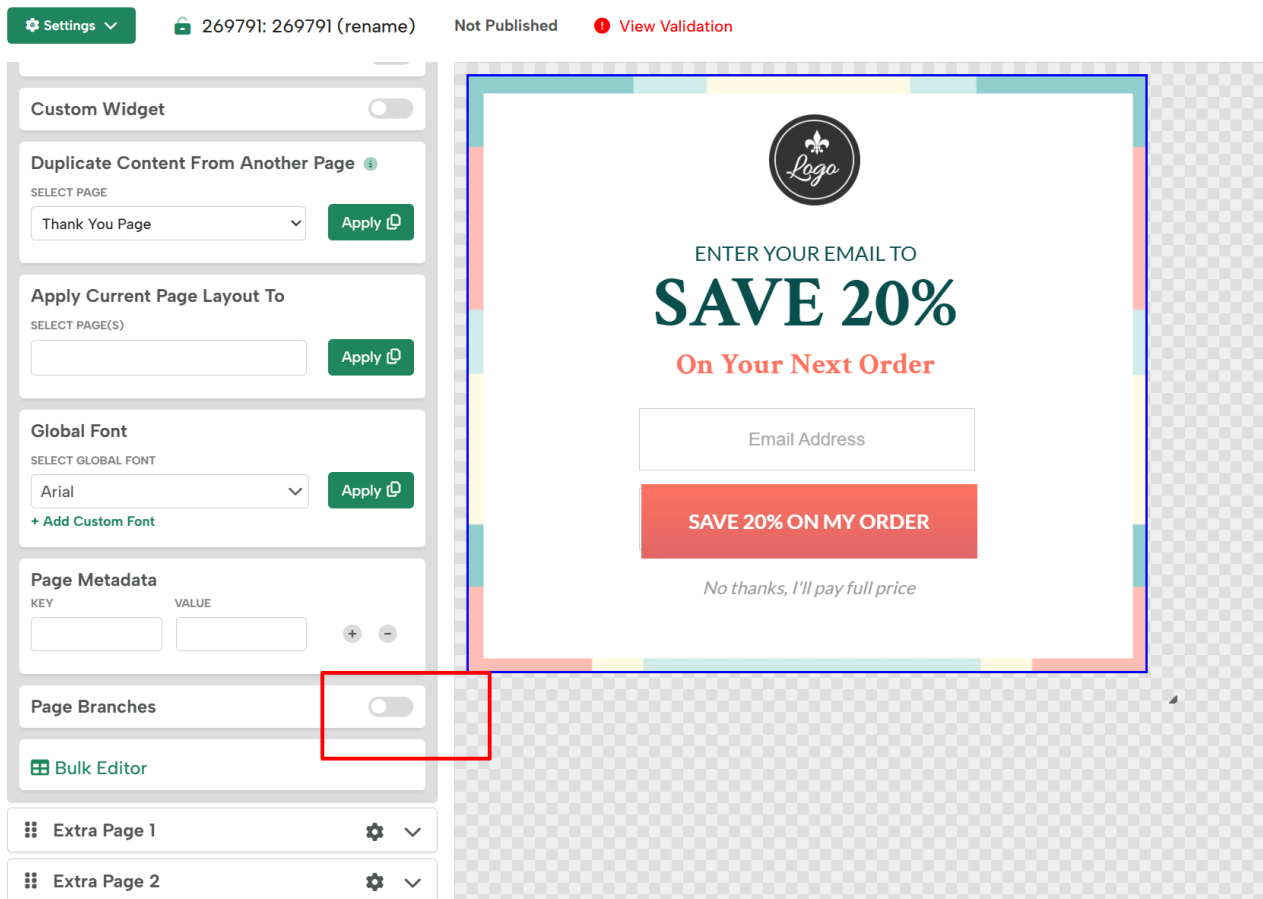 Settings
269791: 269791 (rename)
Not Published
View Validation
Custom Widget
Duplicate Content From Another Page
SELECT PAGE
Thank You Page
Apply
Apply Current Page Layout To
SELECT PAGE(S)
Apply
Global Font
SELECT GLOBAL FONT
Arial
Apply
+ Add Custom Font
Page Metadata
KEY
VALUE
Page Branches
Bulk Editor
Extra Page 1
Extra Page 2
Logo
ENTER YOUR EMAIL TO
SAVE 20%
On Your Next Order
Email Address
SAVE 20% ON MY ORDER
No thanks, I'll pay full price